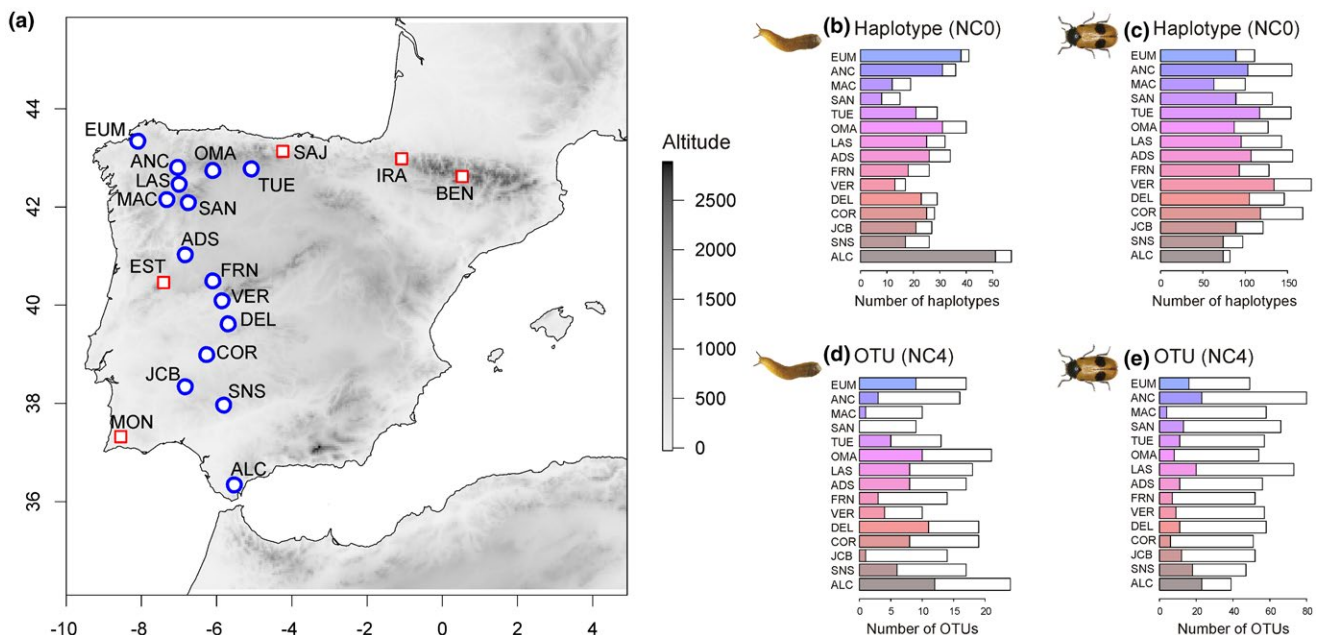 (a)
44
42
40
38
36
-10
-8
-6
-4
-2
0
2
4
EUM
ANC
OMA
SAJ
LAS
TUE
IRA
BEN
MAC
SAN
ADS
EST
FRN
VER
DEL
COR
JCB
SNS
MON
ALC
Altitude
2500
2000
1500
1000
500
0
(b) Haplotype (NC0)
EUM
ANC
MAC
SAN
TUE
OMA
LAS
ADS
FRN
VER
DEL
COR
JCB
SNS
ALC
0 10 20 30 40 50
Number of haplotypes
(c) Haplotype (NC0)
EUM
ANC
MAC
SAN
TUE
OMA
LAS
ADS
FRN
VER
DEL
COR
JCB
SNS
ALC
0 50 100 150
Number of haplotypes
(d) OTU (NC4)
EUM
ANC
MAC
SAN
TUE
OMA
LAS
ADS
FRN
VER
DEL
COR
JCB
SNS
ALC
0 5 10 15 20
Number of OTUs
(e) OTU (NC4)
EUM
ANC
MAC
SAN
TUE
OMA
LAS
ADS
FRN
VER
DEL
COR
JCB
SNS
ALC
0 20 40 60 80
Number of OTUs